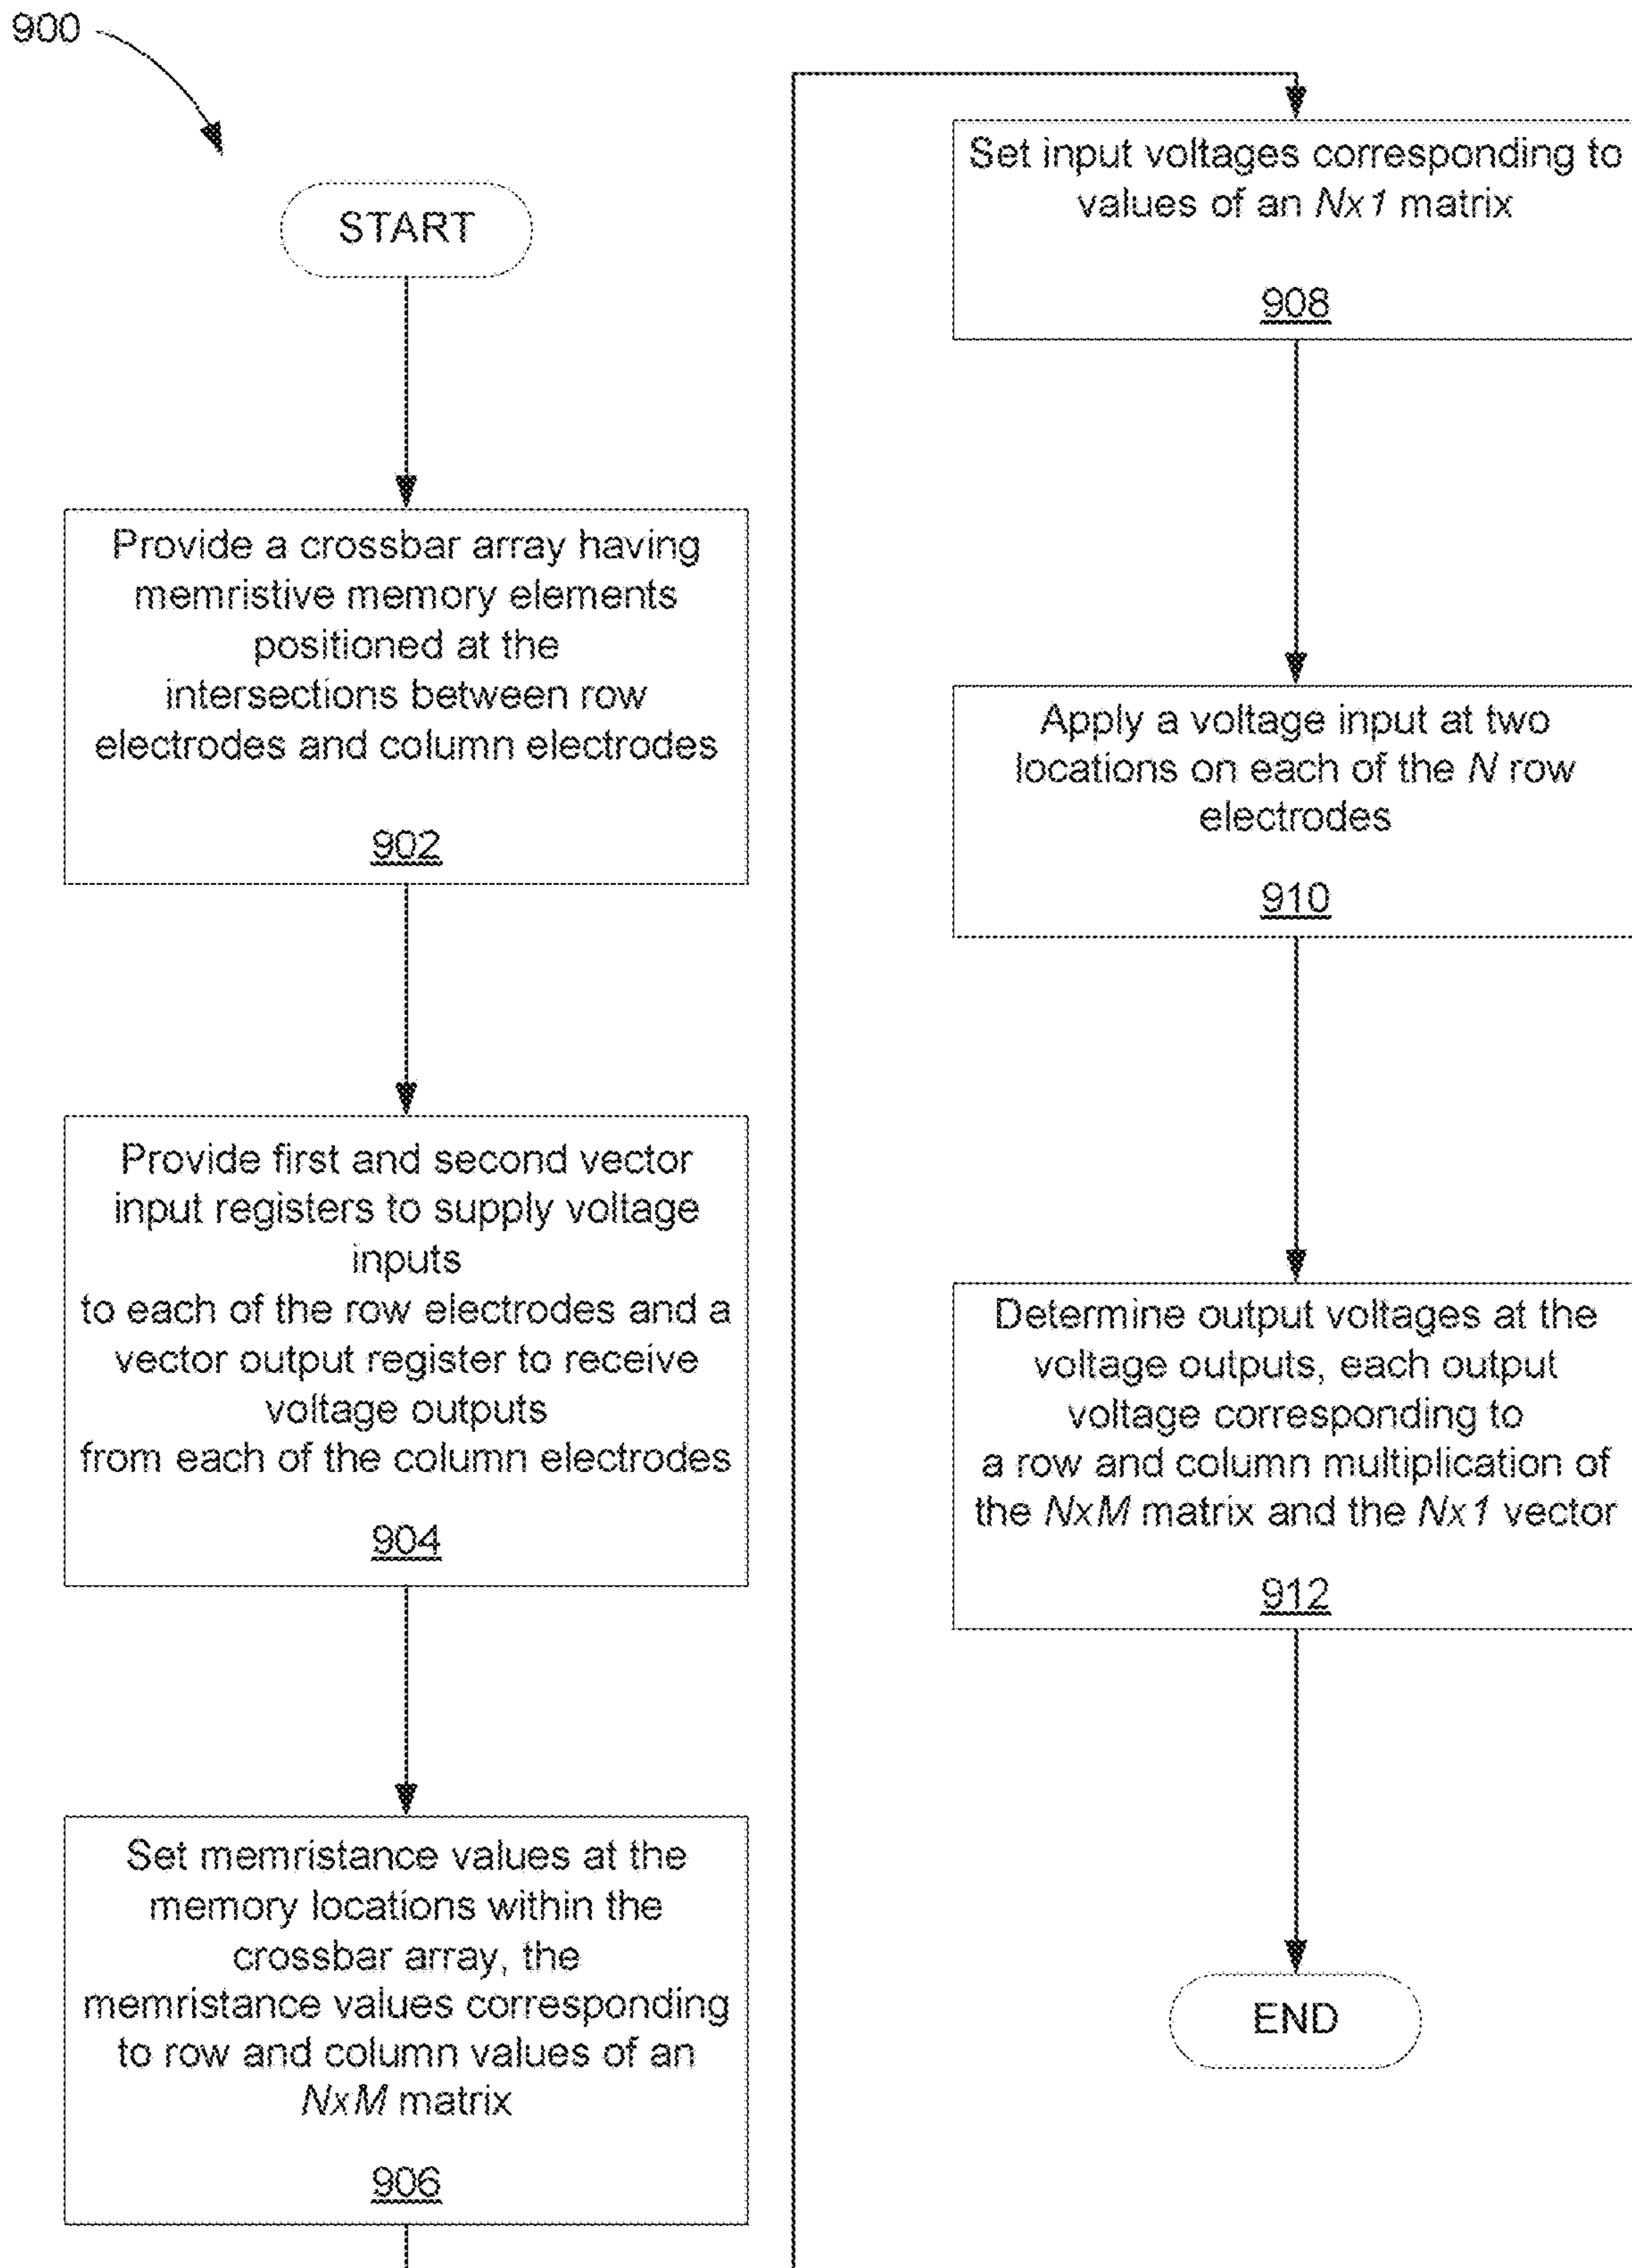 900
START
Provide a crossbar array having
memristive memory elements
positioned at the
intersections between row
electrodes and column electrodes
902
Provide first and second vector
input registers to supply voltage
inputs
to each of the row electrodes and a
vector output register to receive
voltage outputs
from each of the column electrodes
904
Set memristance values at the
memory locations within the
crossbar array, the
memristance values corresponding
to row and column values of an
NxM matrix
906
Set input voltages corresponding to
values of an Nx1 matrix
908
Apply a voltage input at two
locations on each of the N row
electrodes
910
Determine output voltages at the
voltage outputs, each output
voltage corresponding to
a row and column multiplication of
the NxM matrix and the Nx1 vector
912
END